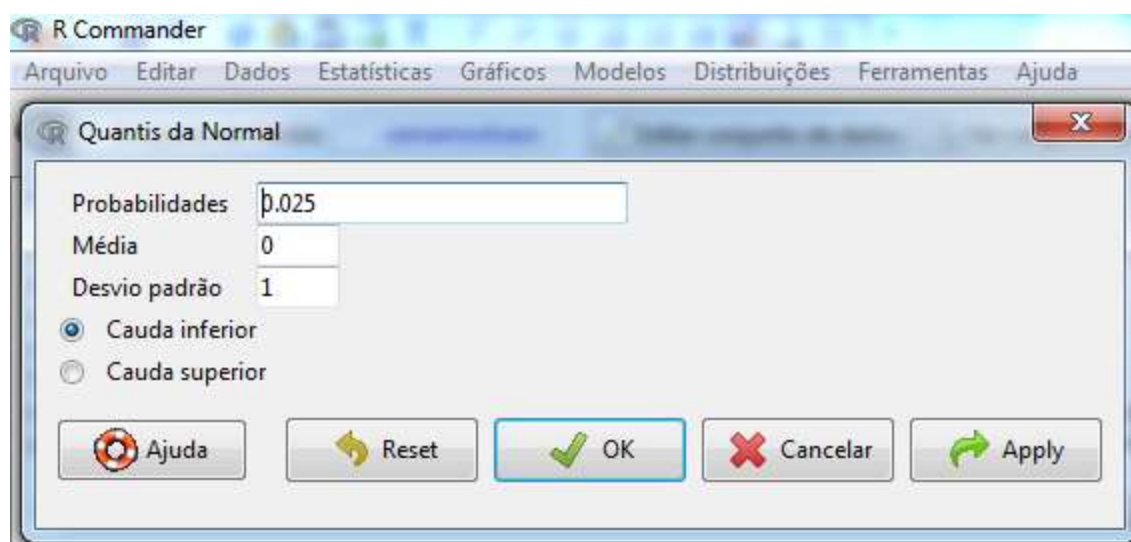 R Commander
Arquivo Editar Dados Estatísticas Gráficos Modelos Distribuições Ferramentas Ajuda
Quantis da Normal
Probabilidades 0.025
Média 0
Desvio padrão 1
Cauda inferior
Cauda superior
Ajuda Reset OK Cancelar Apply